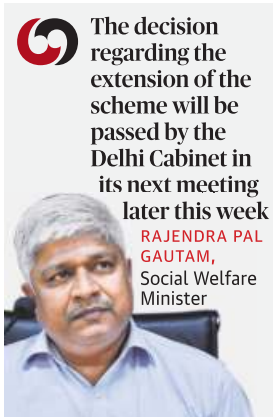 The decision
regarding the
extension of the
scheme will be
passed by the
Delhi Cabinet in
its next meeting
later this week
RAJENDRA PAL
GAUTAM,
Social Welfare
Minister